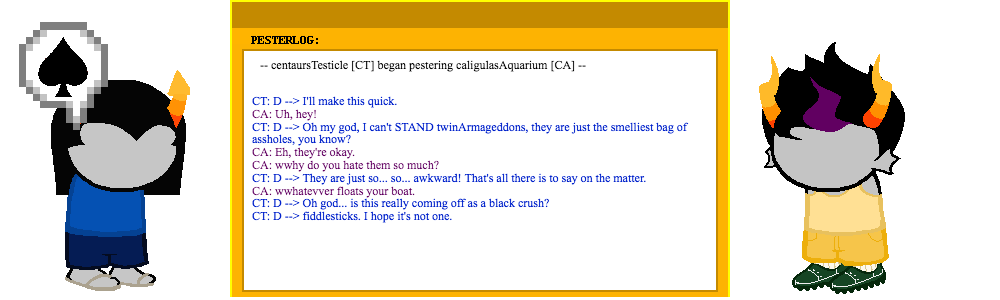 PESTERLOG:
-- centaursTesticle [CT] began pestering caligulasAquarium [CA] --
CT: D --> I'll make this quick.
CA: Uh, hey!
CT: D --> Oh my god, I can't STAND twinArmageddons, they are just the smelliest bag of
assholes, you know?
CA: Eh, they're okay.
CA: wwhy do you hate them so much?
CT: D --> They are just so... so... awkward! That's all there is to say on the matter.
CA: wwhatevver floats your boat.
CT: D --> Oh god... is this really coming off as a black crush?
CT: D --> fiddlesticks. I hope it's not one.